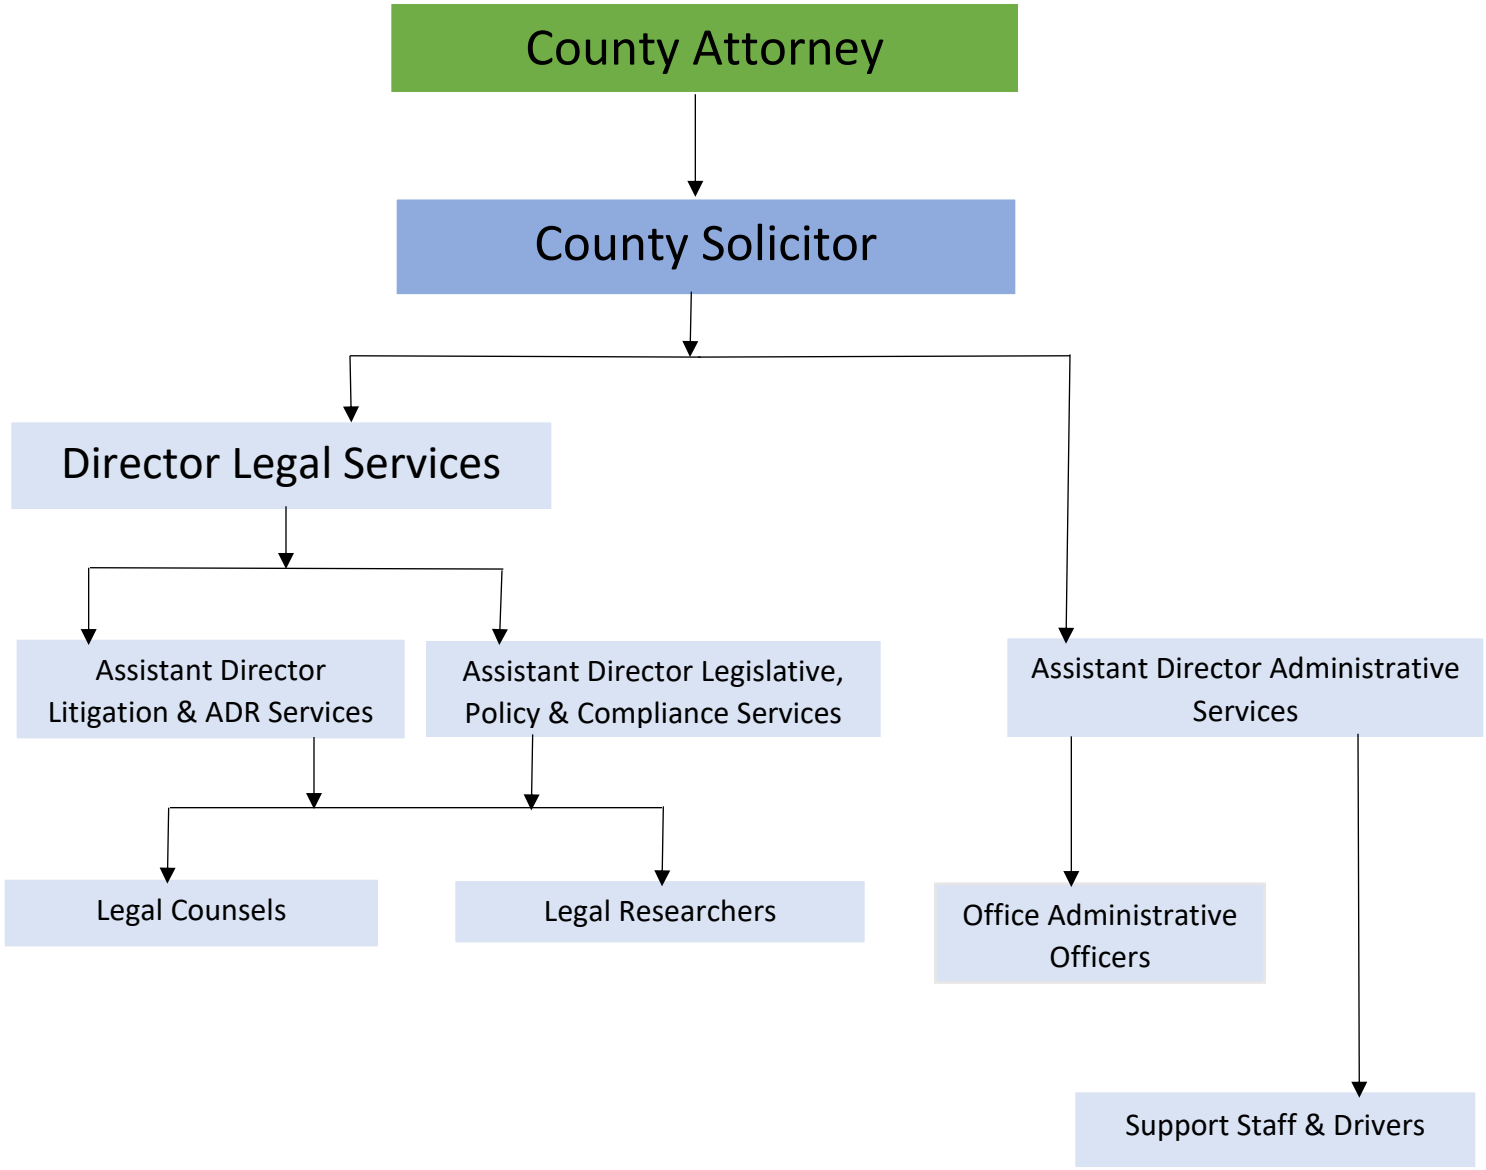 County Attorney
County Solicitor
Director Legal Services
Assistant Director
Litigation & ADR Services
Assistant Director Legislative,
Policy & Compliance Services
Assistant Director Administrative
Services
Legal Counsels
Legal Researchers
Office Administrative
Officers
Support Staff & Drivers